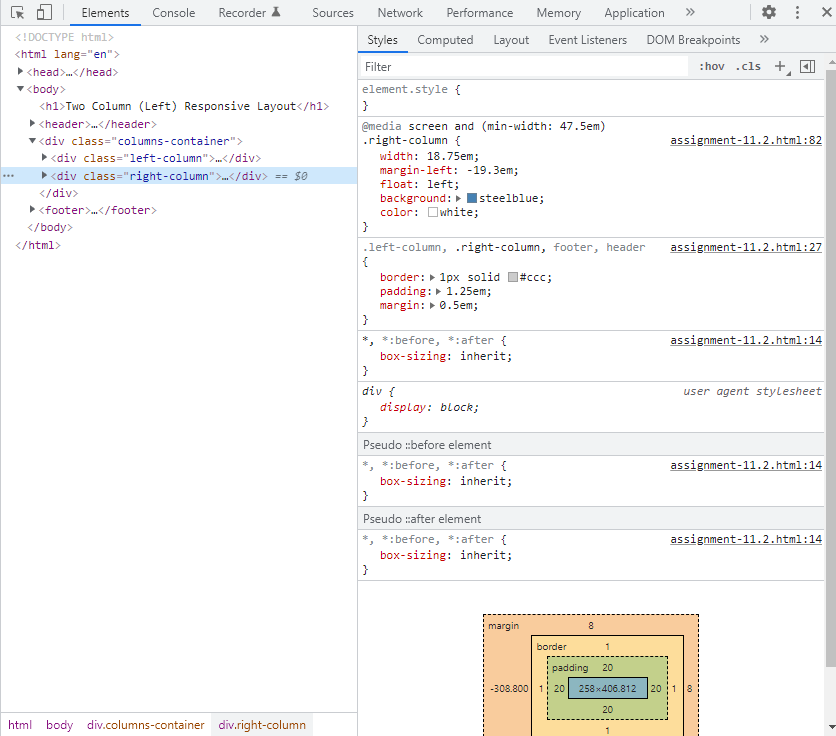 Elements Console Recorder Sources Network Performance Memory Application »
<!DOCTYPE html>
<html lang="en">
<head>…</head>
<body>
<h1>Two Column (Left) Responsive Layout</h1>
<header>…</header>
<div class="columns-container">
<div class="left-column">…</div>
<div class="right-column">…</div> == $0
</div>
<footer>…</footer>
</body>
</html>
html body div.columns-container div.right-column
Styles Computed Layout Event Listeners DOM Breakpoints »
Filter :hov .cls +
element.style {
}
@media screen and (min-width: 47.5em)
.right-column { assignment-11.2.html:82
width: 18.75em;
margin-left: -19.3em;
float: left;
background: steelblue;
color: white;
}
.left-column, .right-column, footer, header assignment-11.2.html:27
{
border: 1px solid #ccc;
padding: 1.25em;
margin: 0.5em;
}
*, *:before, *:after { assignment-11.2.html:14
box-sizing: inherit;
}
div { user agent stylesheet
display: block;
}
Pseudo ::before element
*, *:before, *:after { assignment-11.2.html:14
box-sizing: inherit;
}
Pseudo ::after element
*, *:before, *:after { assignment-11.2.html:14
box-sizing: inherit;
}
margin 8
border 1
padding 20
-308.800 1 20 258×406.812 20 1 8
20
1